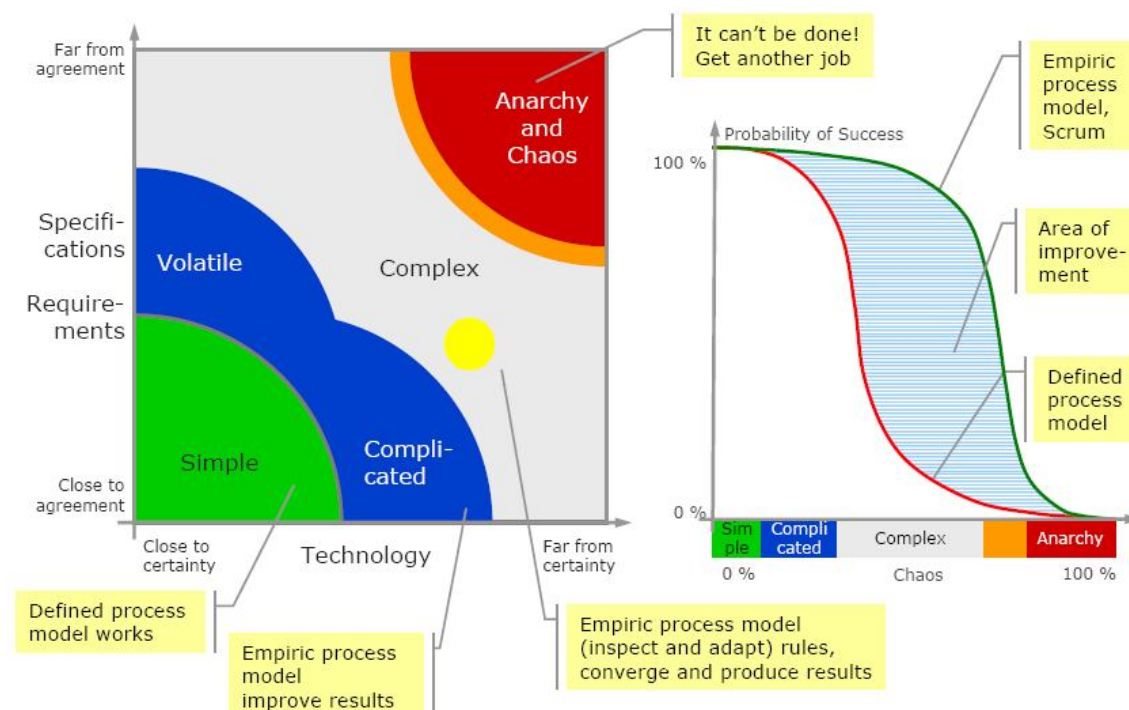 Far from
agreement
Specifi-
cations
Require-
ments
Close to
agreement
Anarchy
and
Chaos
Volatile
Complex
Simple
Compli-
cated
Close to
certainty
Technology
Far from
certainty
It can't be done!
Get another job
Defined process
model works
Empiric process
model
improve results
Empiric process model
(inspect and adapt) rules,
converge and produce results
Probability of Success
100 %
0 %
Empiric
process
model,
Scrum
Area of
improve-
ment
Defined
process
model
Sim
ple
Compli
cated
Complex
Anarchy
0 %
Chaos
100 %